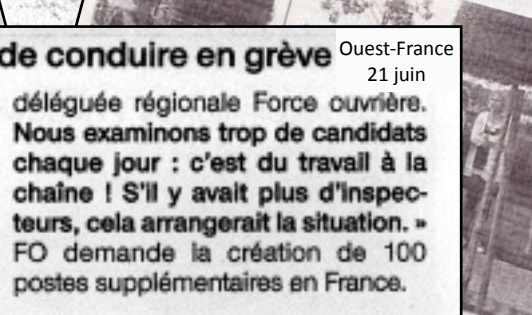 de conduire en grève
Ouest-France
21 juin
déléguée régionale Force ouvrière.
Nous examinons trop de candidats
chaque jour : c'est du travail à la
chaîne ! S'il y avait plus d'inspec-
teurs, cela arrangerait la situation. »
FO demande la création de 100
postes supplémentaires en France.